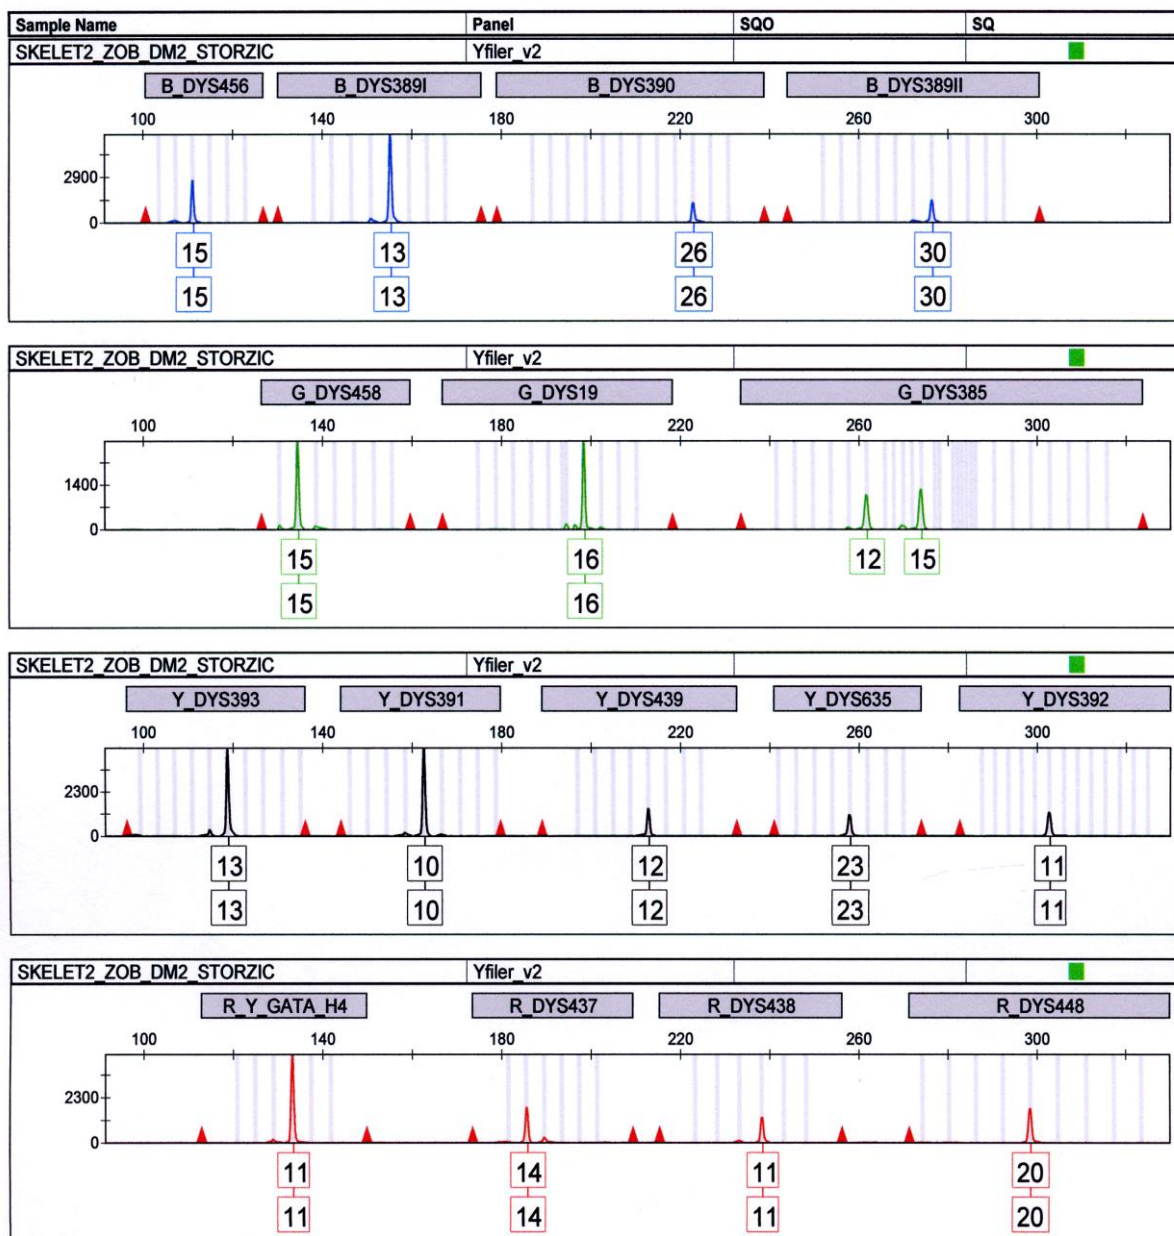 Sample Name Panel SQO SQ
SKELET2_ZOB_DM2_STORZIC Yfiler_v2
B_DYS456 B_DYS389I B_DYS390 B_DYS389II
100 140 180 220 260 300
2900
0
15 13 26 30
15 13 26 30
SKELET2_ZOB_DM2_STORZIC Yfiler_v2
G_DYS458 G_DYS19 G_DYS385
100 140 180 220 260 300
1400
0
15 16 12 15
15 16
SKELET2_ZOB_DM2_STORZIC Yfiler_v2
Y_DYS393 Y_DYS391 Y_DYS439 Y_DYS635 Y_DYS392
100 140 180 220 260 300
2300
0
13 10 12 23 11
13 10 12 23 11
SKELET2_ZOB_DM2_STORZIC Yfiler_v2
R_Y_GATA_H4 R_DYS437 R_DYS438 R_DYS448
100 140 180 220 260 300
2300
0
11 14 11 20
11 14 11 20